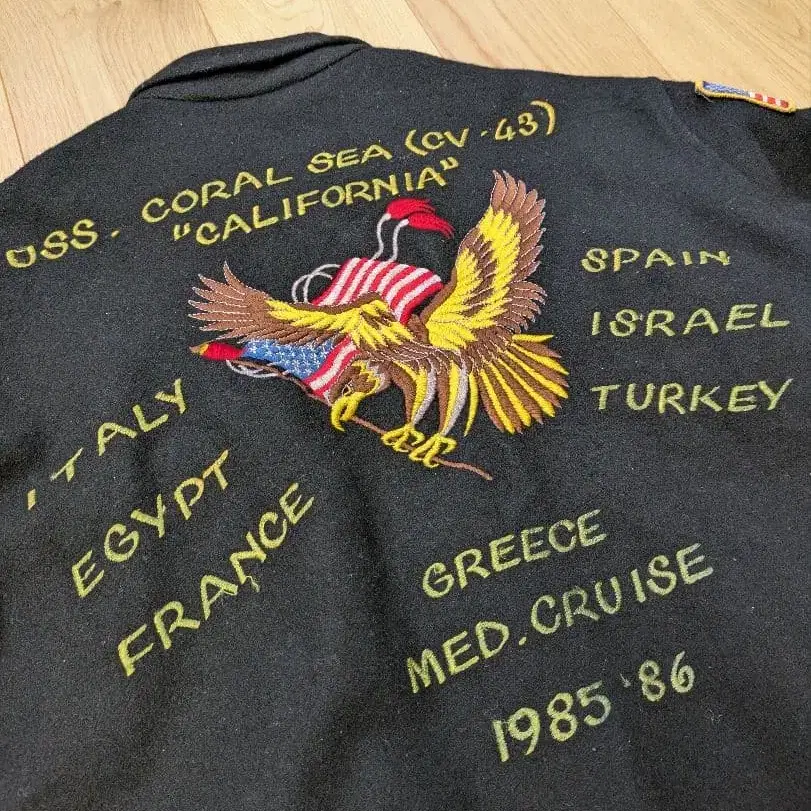 USS. CORAL SEA (CV-43)
"CALIFORNIA"
ITALY
EGYPT
FRANCE
SPAIN
ISRAEL
TURKEY
GREECE
MED. CRUISE
1985 '86